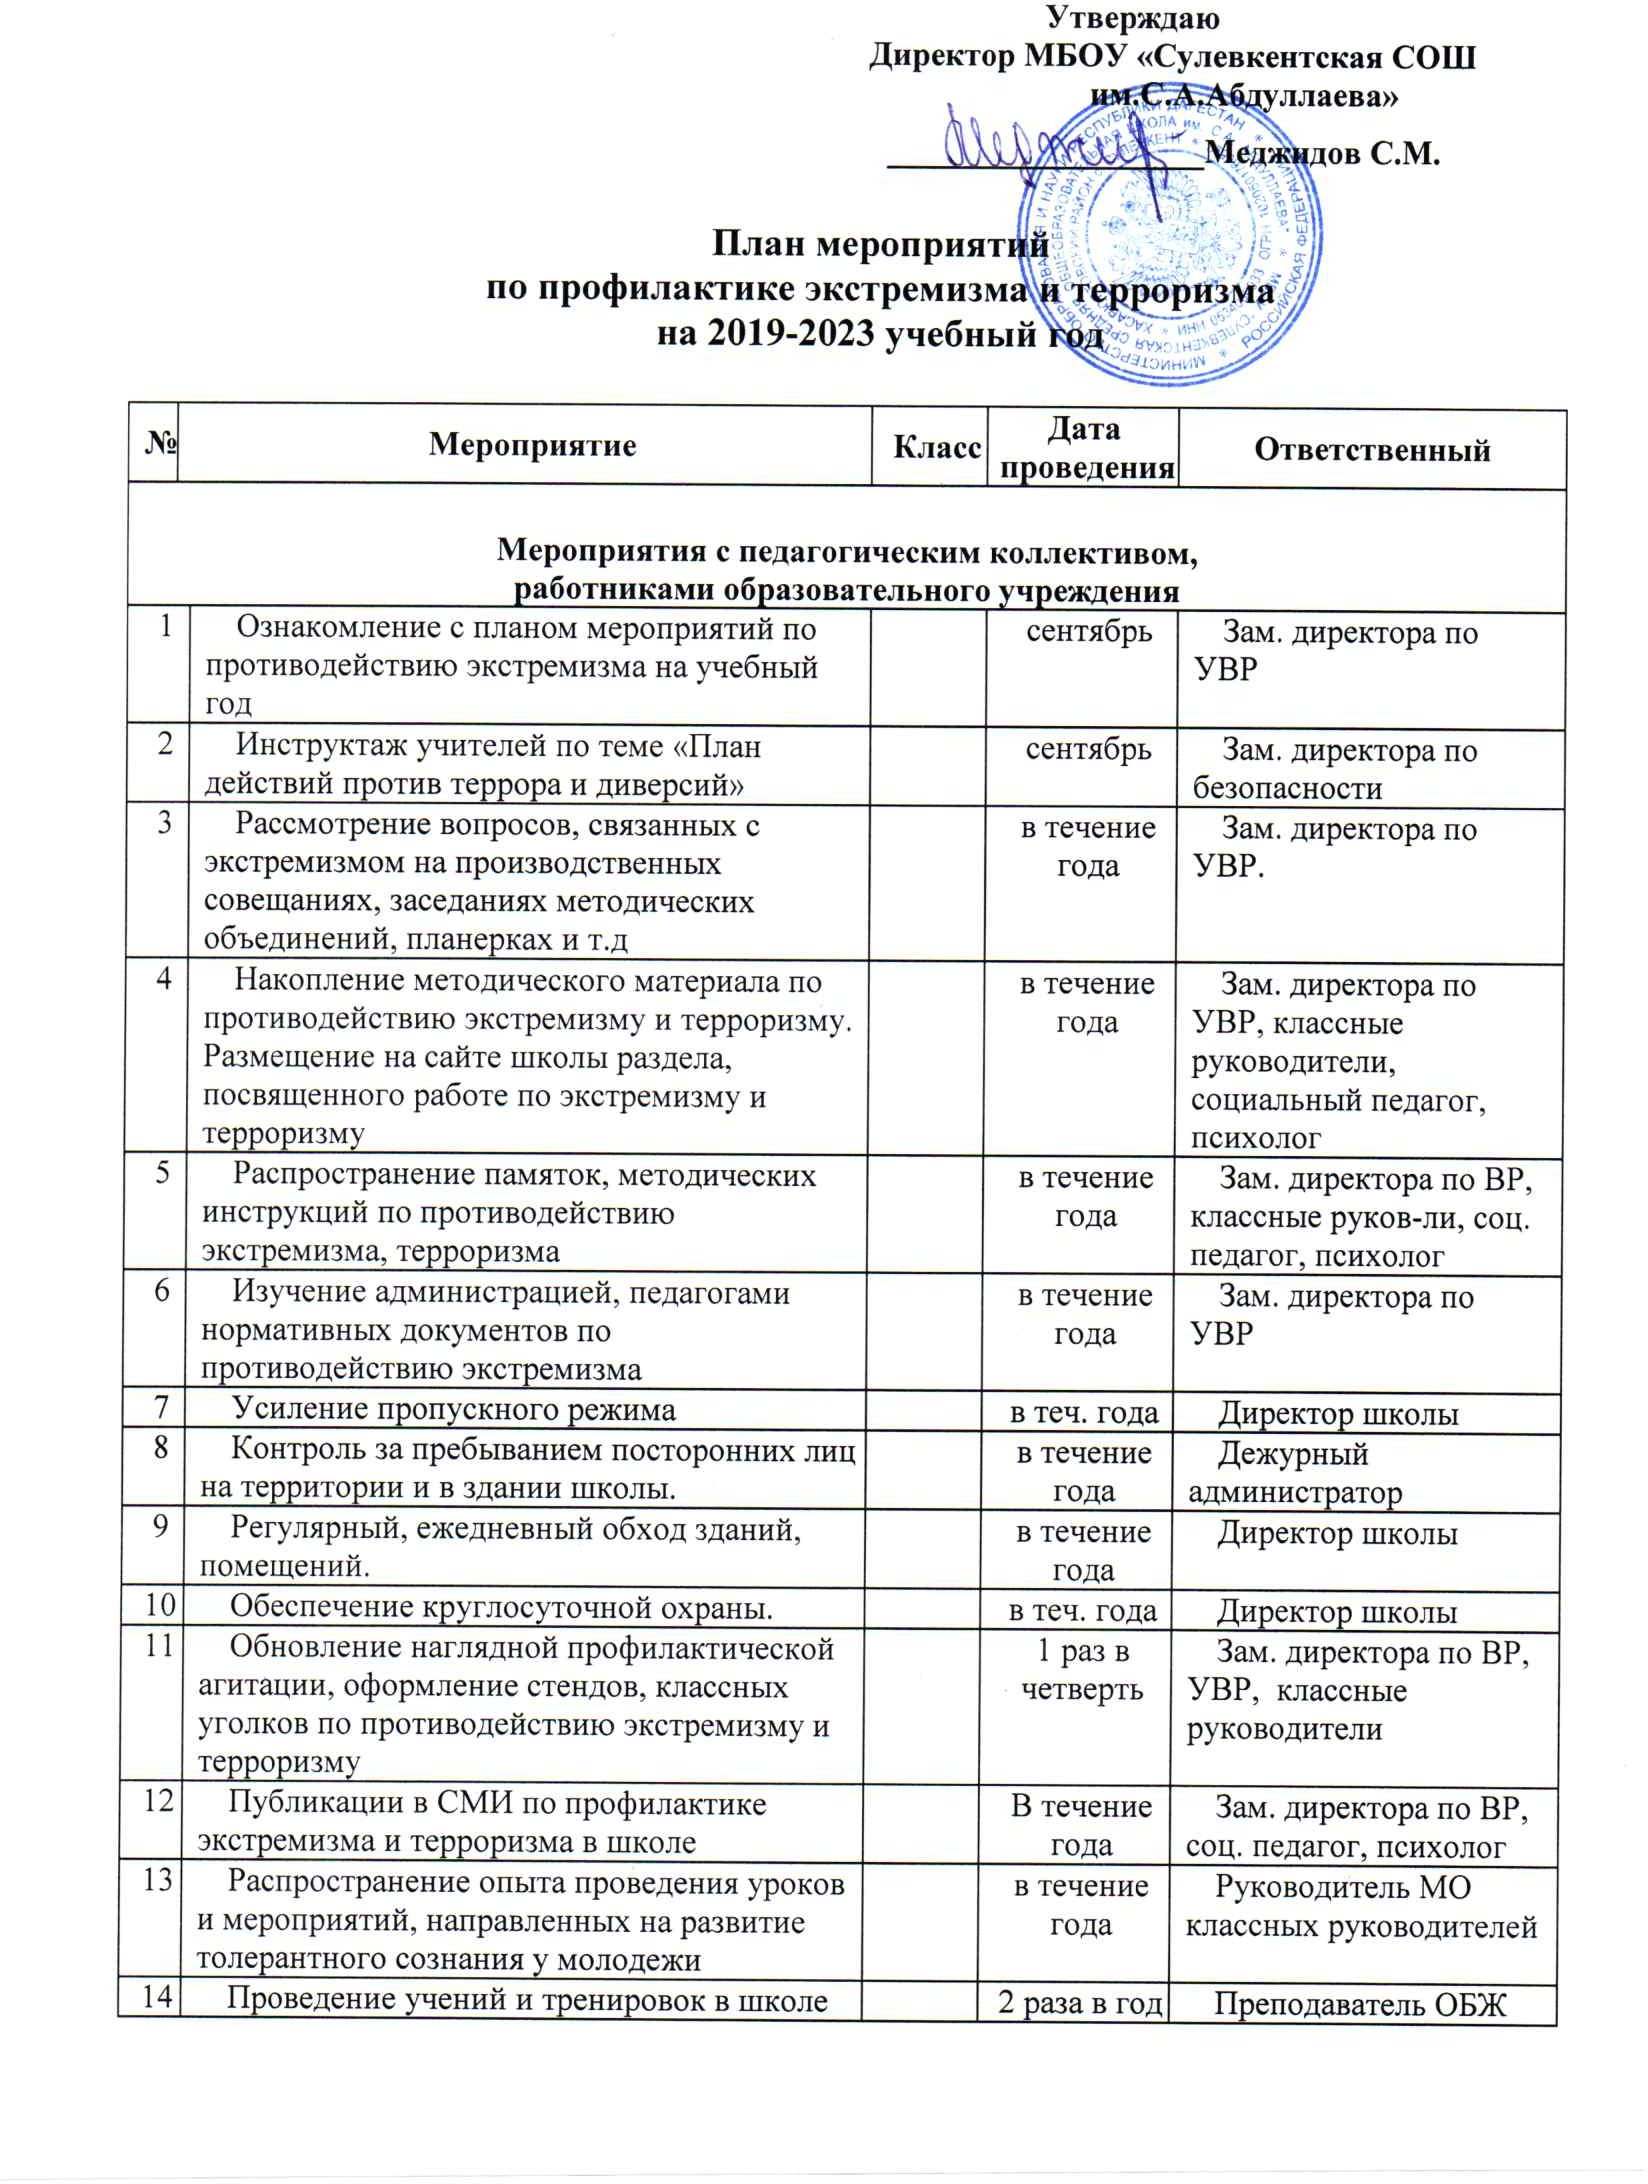 Утверждаю
Директор МБОУ «Сулевкентская СОШ
им.С.А.Абдуллаева»
Меджидов С.М.
План мероприятий
по профилактике экстремизма и терроризма
на 2019-2023 учебный год
№ Мероприятие Класс Дата проведения Ответственный
Мероприятия с педагогическим коллективом,
работниками образовательного учреждения
1 Ознакомление с планом мероприятий по сентябрь Зам. директора по
противодействию экстремизма на учебный УВР
год
2 Инструктаж учителей по теме «План сентябрь Зам. директора по
действий против террора и диверсий» безопасности
3 Рассмотрение вопросов, связанных с в течение Зам. директора по
экстремизмом на производственных года УВР.
совещаниях, заседаниях методических
объединений, планерках и т.д
4 Накопление методического материала по в течение Зам. директора по
противодействию экстремизму и терроризму. года УВР, классные
Размещение на сайте школы раздела, руководители,
посвященного работе по экстремизму и социальный педагог,
терроризму психолог
5 Распространение памяток, методических в течение Зам. директора по ВР,
инструкций по противодействию года классные руков-ли, соц.
экстремизма, терроризма педагог, психолог
6 Изучение администрацией, педагогами в течение Зам. директора по
нормативных документов по года УВР
противодействию экстремизма
7 Усиление пропускного режима в теч. года Директор школы
8 Контроль за пребыванием посторонних лиц в течение Дежурный
на территории и в здании школы. года администратор
9 Регулярный, ежедневный обход зданий, в течение Директор школы
помещений. года
10 Обеспечение круглосуточной охраны. в теч. года Директор школы
11 Обновление наглядной профилактической 1 раз в Зам. директора по ВР,
агитации, оформление стендов, классных четверть УВР, классные
уголков по противодействию экстремизму и руководители
терроризму
12 Публикации в СМИ по профилактике В течение Зам. директора по ВР,
экстремизма и терроризма в школе года соц. педагог, психолог
13 Распространение опыта проведения уроков в течение Руководитель МО
и мероприятий, направленных на развитие года классных руководителей
толерантного сознания у молодежи
14 Проведение учений и тренировок в школе 2 раза в год Преподаватель ОБЖ